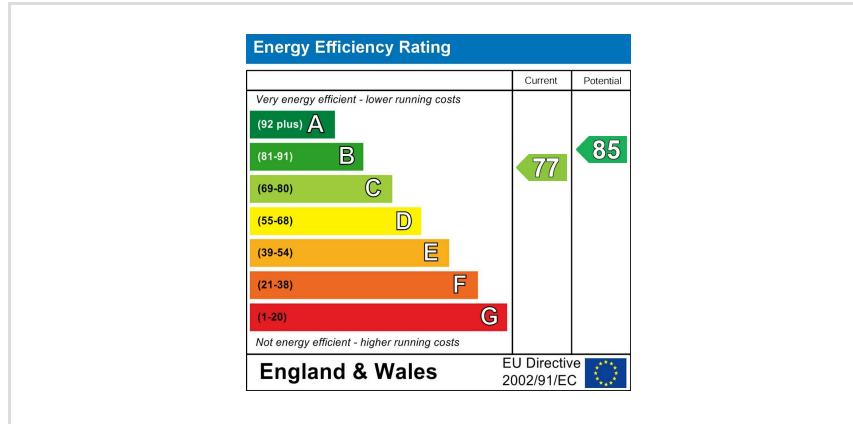 Energy Efficiency Rating
Current Potential
Very energy efficient - lower running costs
(92 plus) A
(81-91) B
(69-80) C
(55-68) D
(39-54) E
(21-38) F
(1-20) G
77
85
Not energy efficient - higher running costs
England & Wales
EU Directive
2002/91/EC